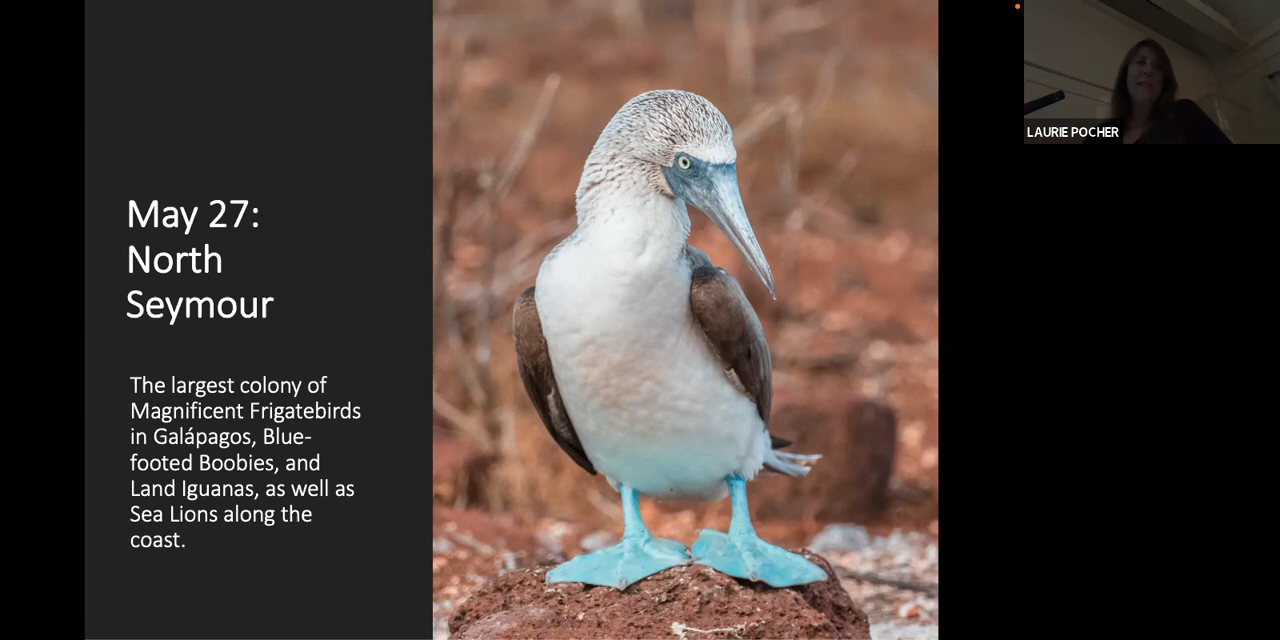 May 27:
North
Seymour
The largest colony of
Magnificent Frigatebirds
in Galápagos, Blue-
footed Boobies, and
Land Iguanas, as well as
Sea Lions along the
coast.
LAURIE POCHER